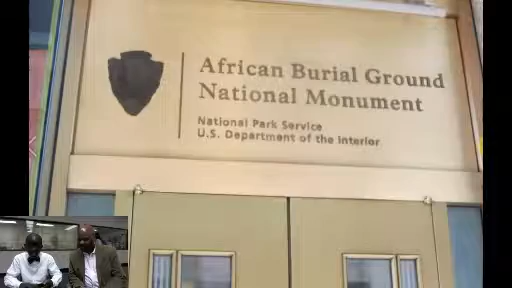 African Burial Ground
National Monument
National Park Service
U.S. Department of the Interior